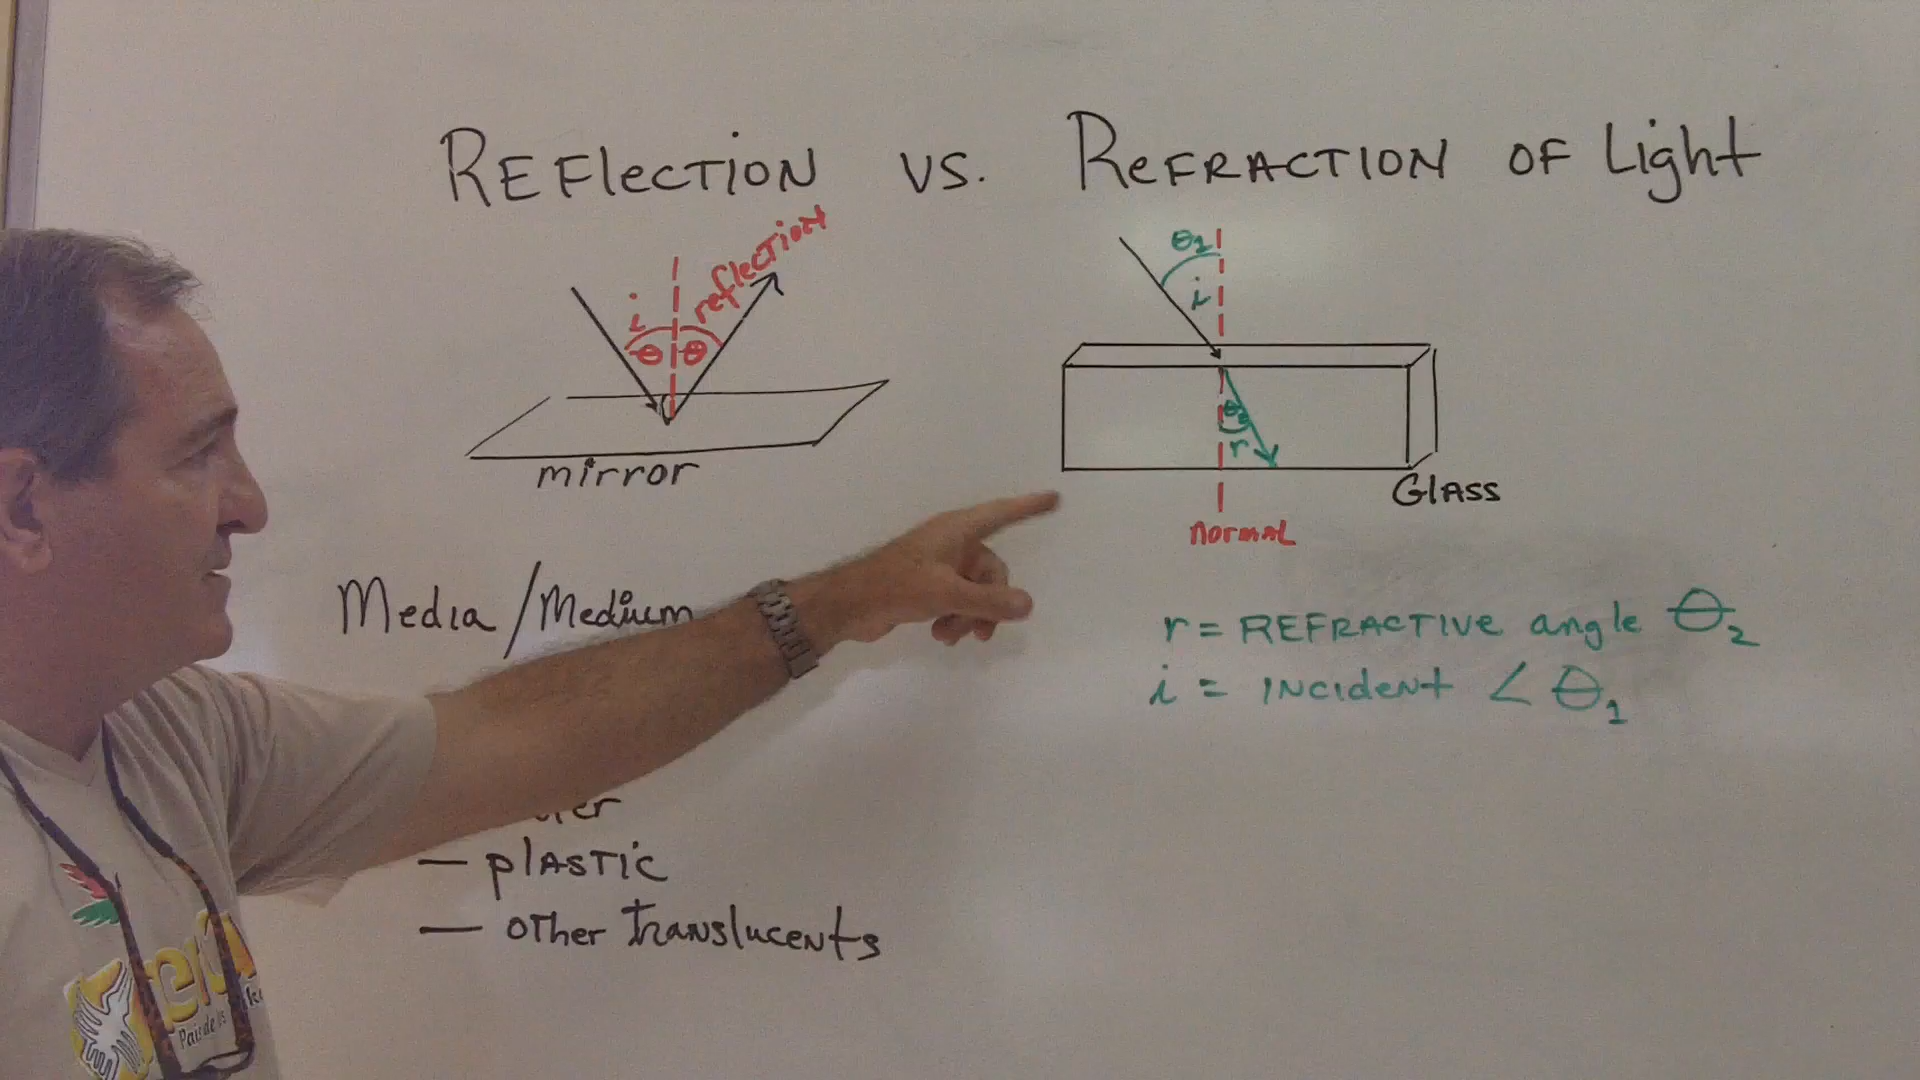 REFlECTION vs. REFRACTION OF Light
i reflection
θ θ
mirror
θ1
i
θ2
r
Glass
normal
Media / Medium
r = REFRACTIVE angle θ2
i = incident ∠ θ1
— plastic
— other translucents